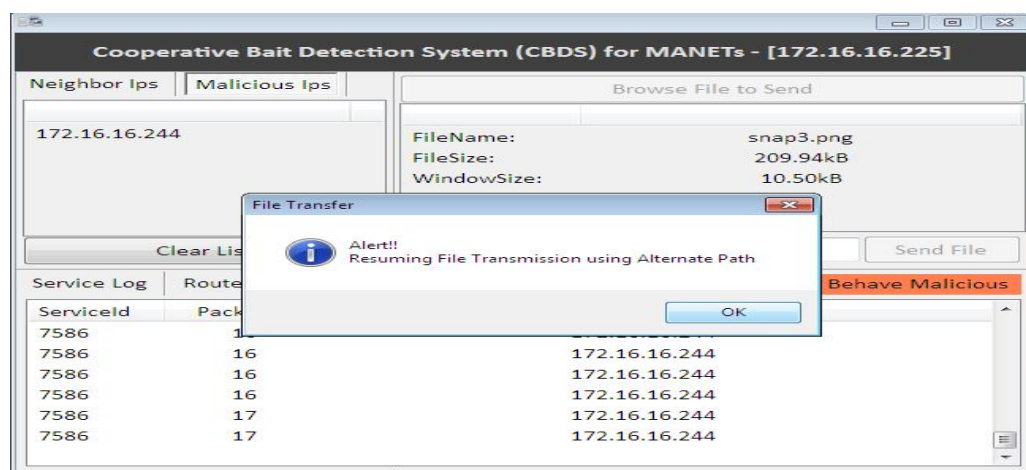 Cooperative Bait Detection System (CBDS) for MANETs - [172.16.16.225]
Neighbor Ips
Malicious Ips
Browse File to Send
172.16.16.244
FileName: snap3.png
FileSize: 209.94kB
WindowSize: 10.50kB
File Transfer
Alert!!
Resuming File Transmission using Alternate Path
OK
Clear Lis
Send File
Service Log
Route
Behave Malicious
ServiceId Pack
7586
7586 16 172.16.16.244
7586 16 172.16.16.244
7586 16 172.16.16.244
7586 17 172.16.16.244
7586 17 172.16.16.244